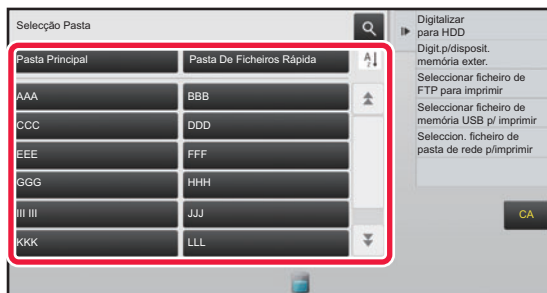 Selecção Pasta
Pasta Principal
Pasta De Ficheiros Rápida
AAA
BBB
CCC
DDD
EEE
FFF
GGG
HHH
III III
JJJ
KKK
LLL
Digitalizar
para HDD
Digit.p/disposit.
memória exter.
Seleccionar ficheiro de
FTP para imprimir
Seleccionar ficheiro de
memória USB p/ imprimir
Seleccion. ficheiro de
pasta de rede p/imprimir
CA